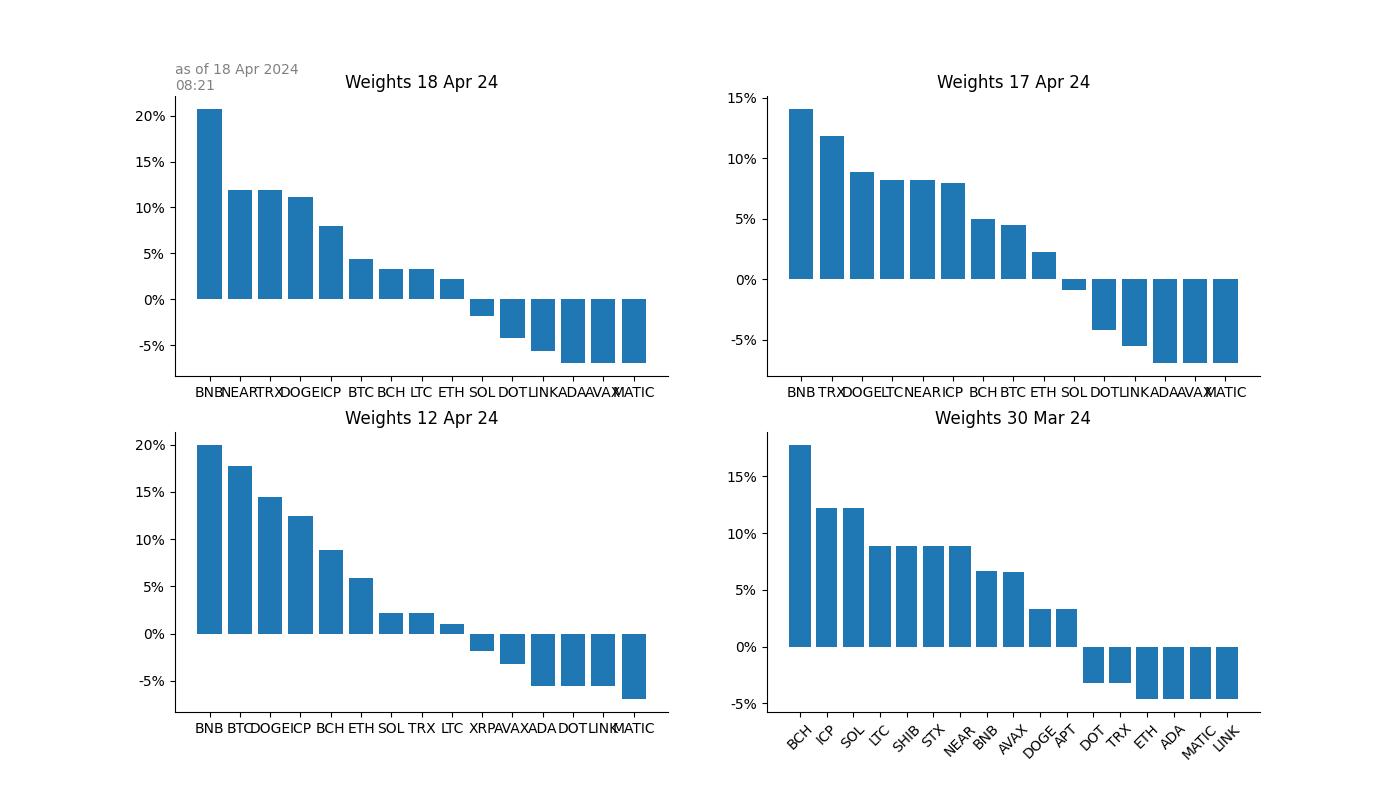 as of 18 Apr 2024
08:21
Weights 18 Apr 24
20%
15%
10%
5%
0%
-5%
BNB NEAR TRX DOGE ICP BTC BCH LTC ETH SOL DOT LINK ADA AVAX MATIC
Weights 17 Apr 24
15%
10%
5%
0%
-5%
BNB TRX DOGE LTC NEAR ICP BCH BTC ETH SOL DOT LINK ADA AVAX MATIC
Weights 12 Apr 24
20%
15%
10%
5%
0%
-5%
BNB BTC DOGE ICP BCH ETH SOL TRX LTC XRP AVAX ADA DOT LINK MATIC
Weights 30 Mar 24
15%
10%
5%
0%
-5%
BCH ICP SOL LTC SHIB STX NEAR BNB AVAX DOGE APT DOT TRX ETH ADA MATIC LINK